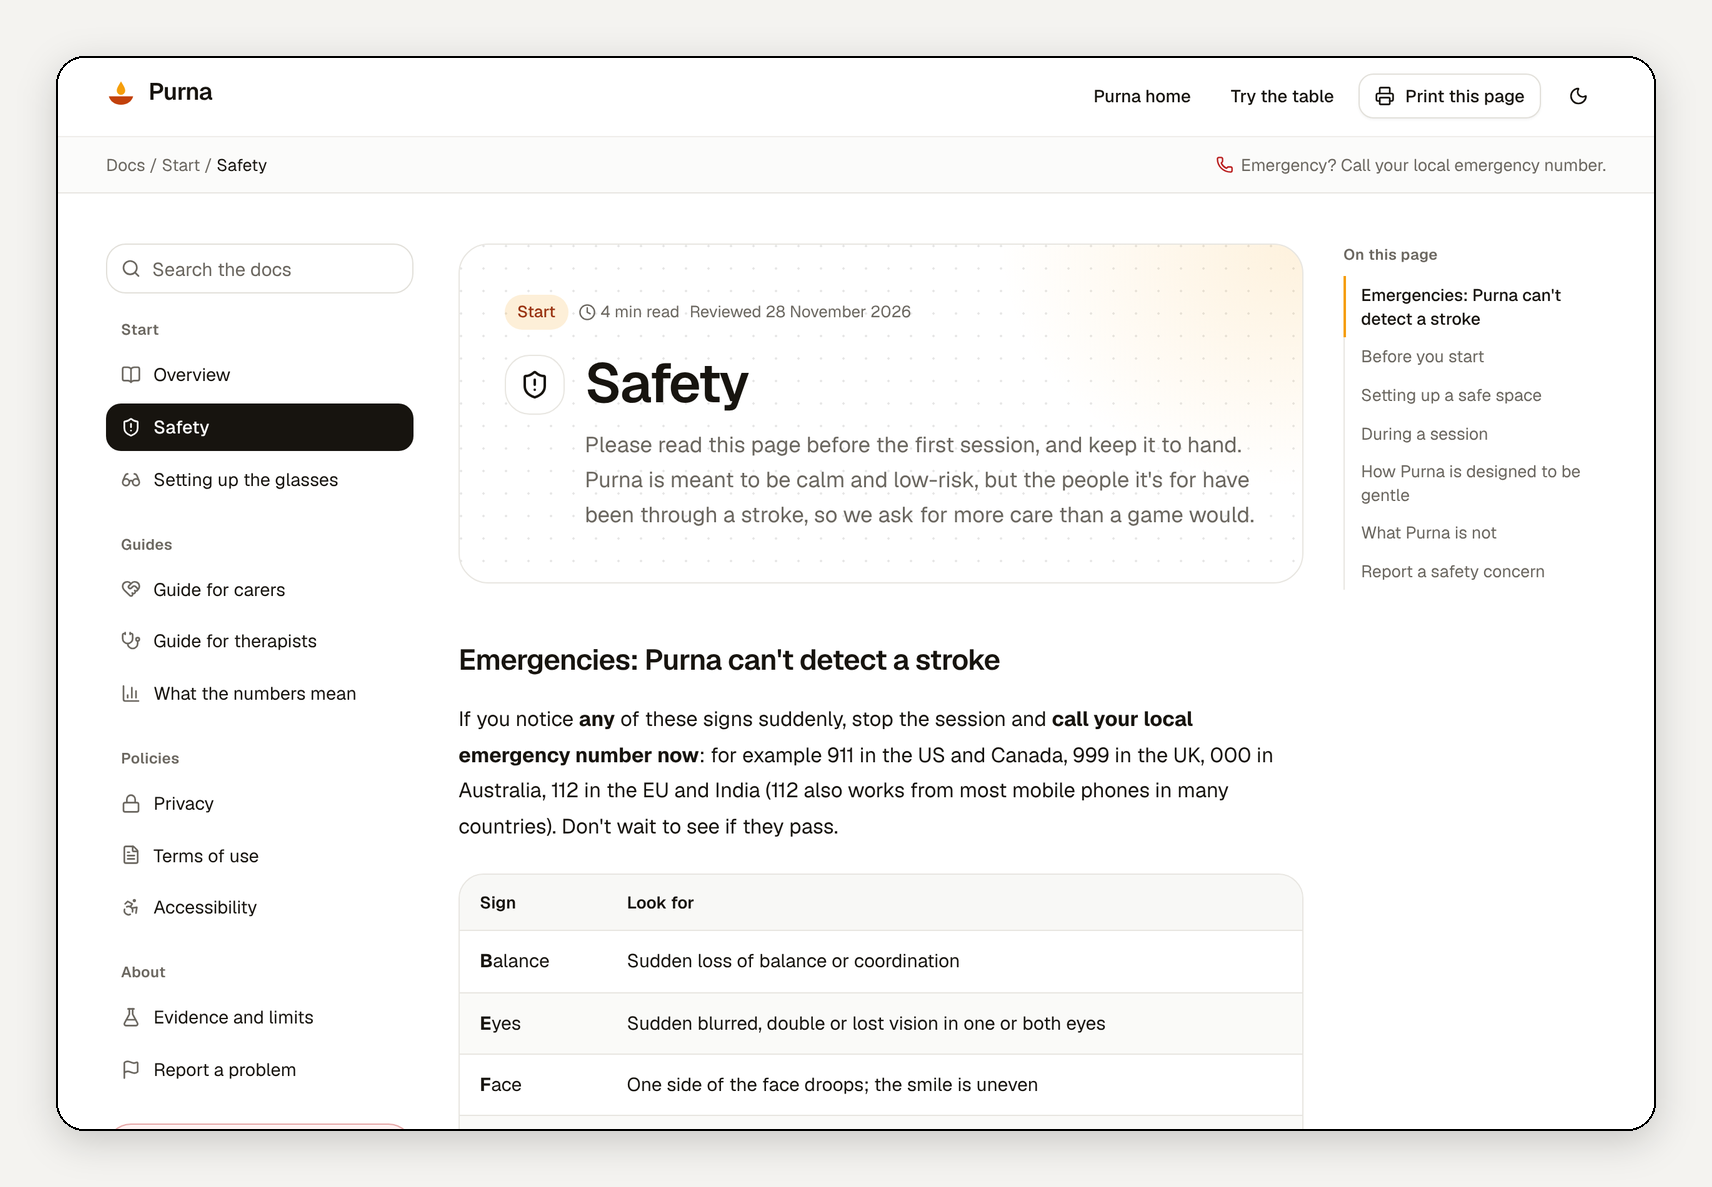 Purna
Purna home
Try the table
Print this page
Docs / Start / Safety
Emergency? Call your local emergency number.
Search the docs
Start
Overview
Safety
Setting up the glasses
Guides
Guide for carers
Guide for therapists
What the numbers mean
Policies
Privacy
Terms of use
Accessibility
About
Evidence and limits
Report a problem
Start
4 min read
Reviewed 28 November 2026
Safety
Please read this page before the first session, and keep it to hand.
Purna is meant to be calm and low-risk, but the people it's for have
been through a stroke, so we ask for more care than a game would.
Emergencies: Purna can't detect a stroke
If you notice any of these signs suddenly, stop the session and call your local
emergency number now: for example 911 in the US and Canada, 999 in the UK, 000 in
Australia, 112 in the EU and India (112 also works from most mobile phones in many
countries). Don't wait to see if they pass.
Sign Look for
Balance Sudden loss of balance or coordination
Eyes Sudden blurred, double or lost vision in one or both eyes
Face One side of the face droops; the smile is uneven
On this page
Emergencies: Purna can't
detect a stroke
Before you start
Setting up a safe space
During a session
How Purna is designed to be
gentle
What Purna is not
Report a safety concern